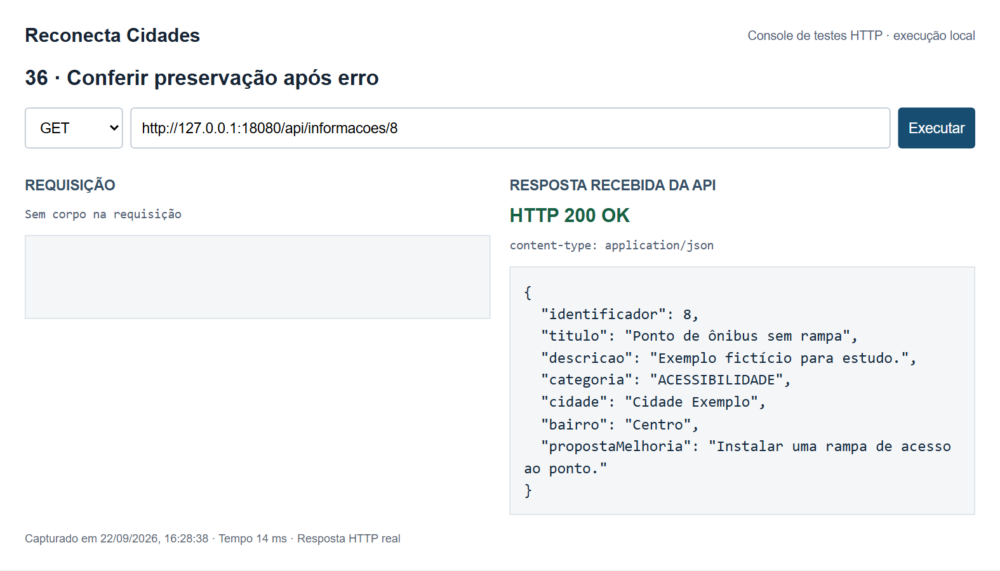 Reconecta Cidades
Console de testes HTTP · execução local
36 · Conferir preservação após erro
GET
http://127.0.0.1:18080/api/informacoes/8
Executar
REQUISIÇÃO
Sem corpo na requisição
RESPOSTA RECEBIDA DA API
HTTP 200 OK
content-type: application/json
{
  "identificador": 8,
  "titulo": "Ponto de ônibus sem rampa",
  "descricao": "Exemplo fictício para estudo.",
  "categoria": "ACESSIBILIDADE",
  "cidade": "Cidade Exemplo",
  "bairro": "Centro",
  "propostaMelhoria": "Instalar uma rampa de acesso
ao ponto."
}
Capturado em 22/09/2026, 16:28:38 · Tempo 14 ms · Resposta HTTP real